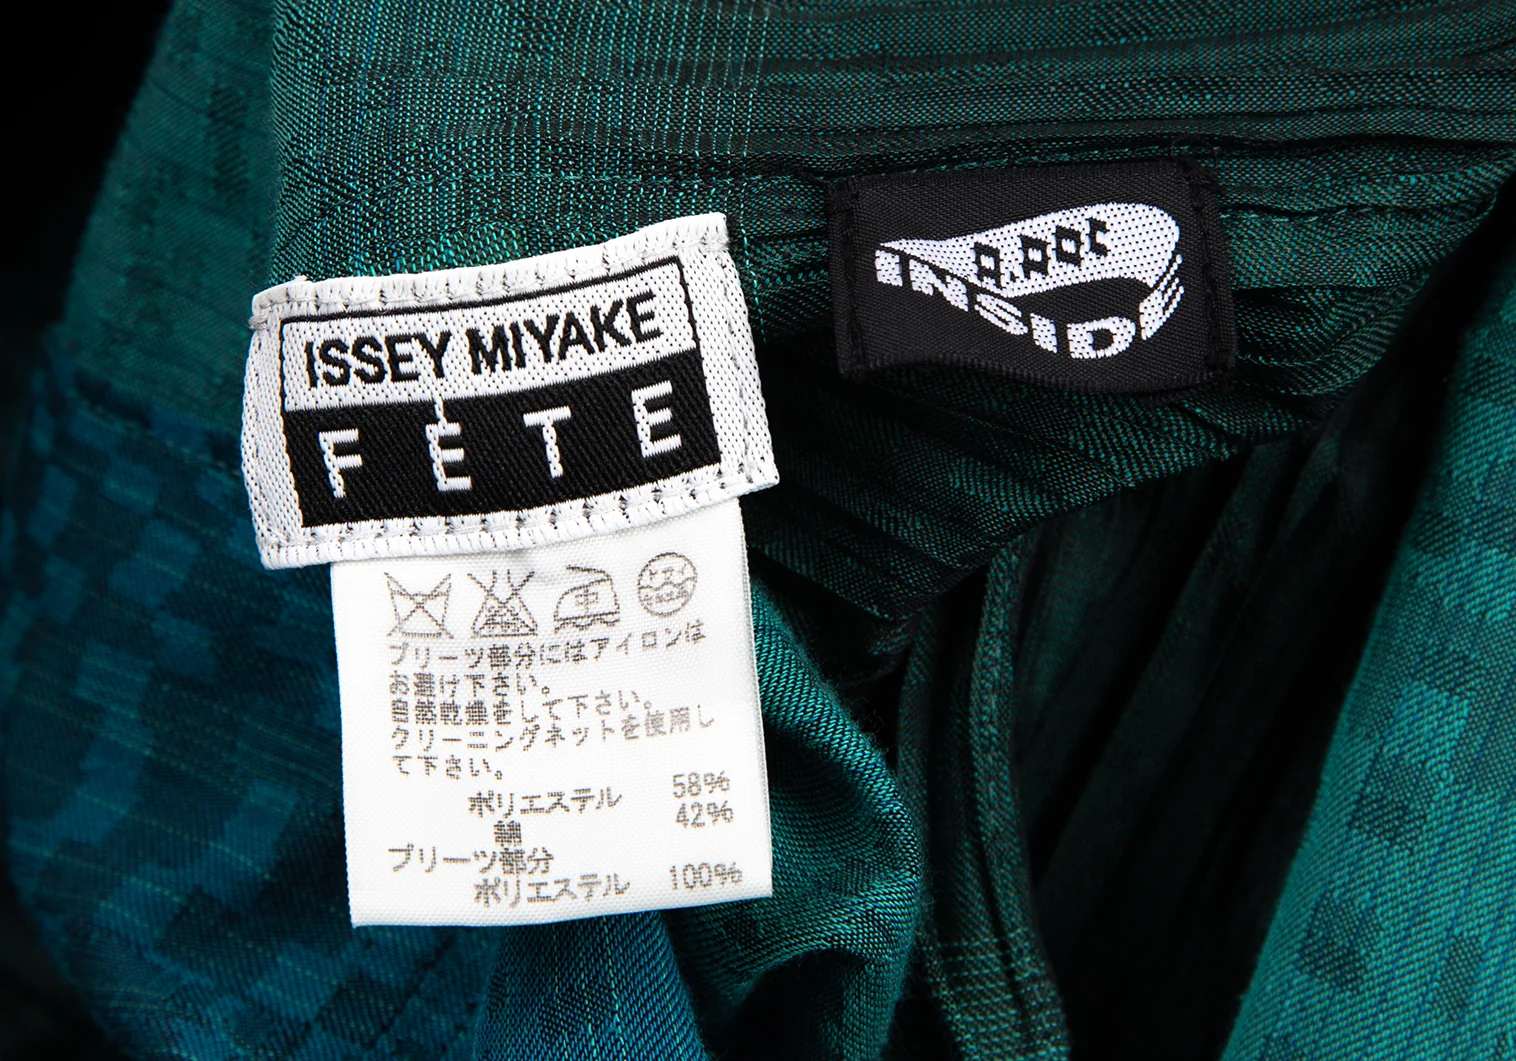 ISSEY MIYAKE
FÊTE
A.POC
INSIDE
プリーツ部分にはアイロンは
お避け下さい。
自然乾燥をして下さい。
クリーニングネットを使用し
て下さい。
ポリエステル 58%
綿 42%
プリーツ部分
ポリエステル 100%